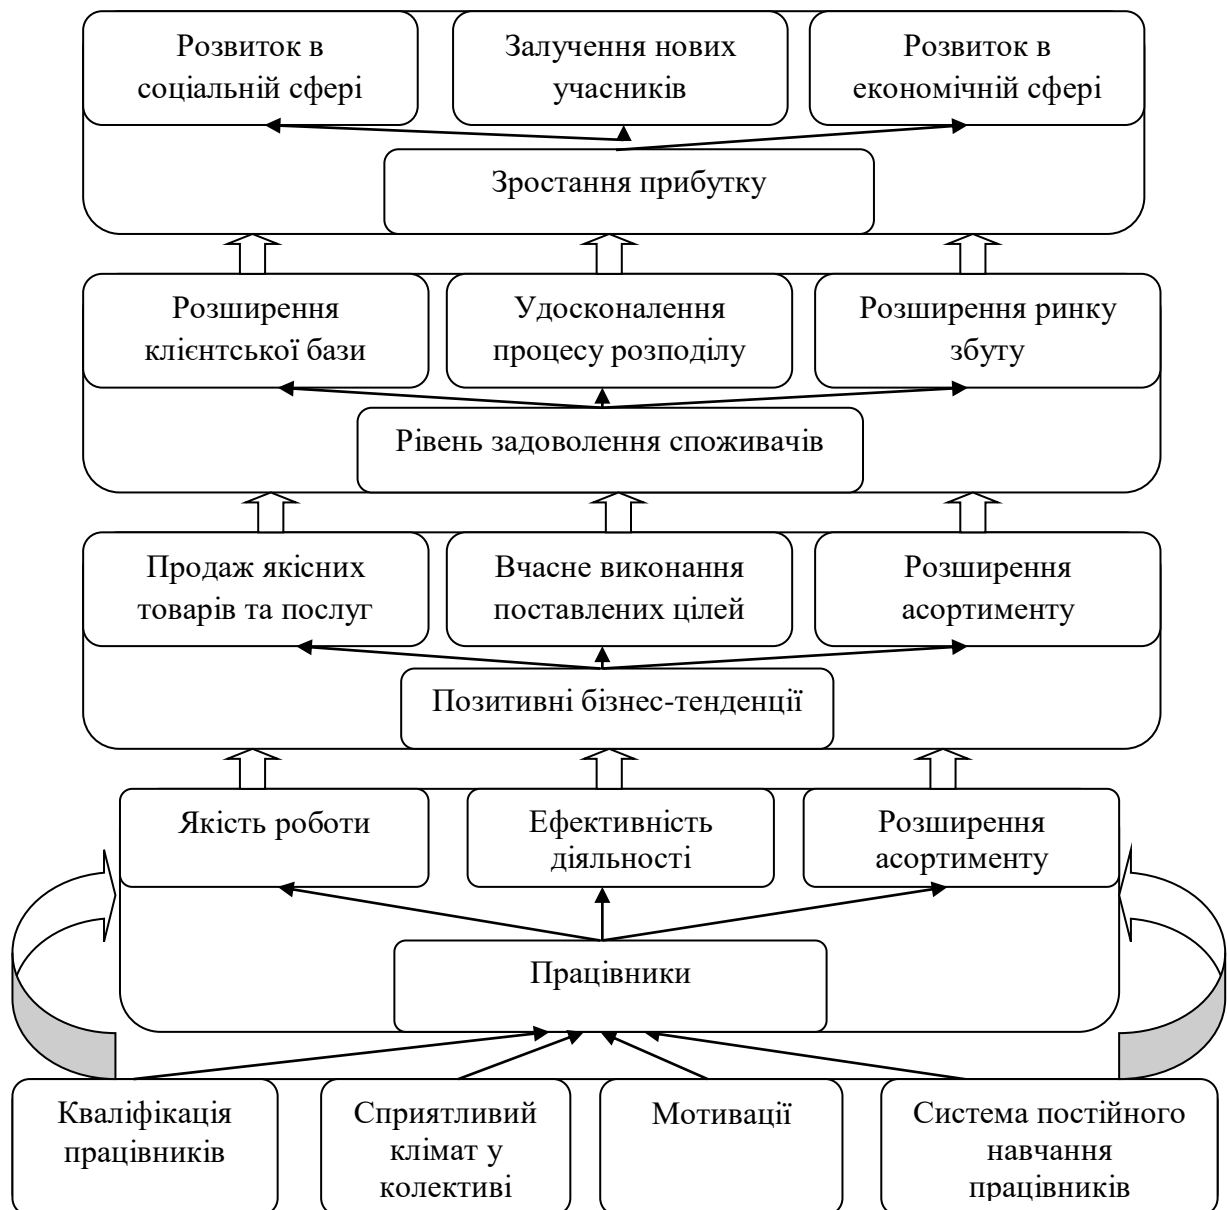 Розвиток в
соціальній сфері
Залучення нових
учасників
Розвиток в
економічній сфері
Зростання прибутку
Розширення
клієнтської бази
Удосконалення
процесу розподілу
Розширення ринку
збуту
Рівень задоволення споживачів
Продаж якісних
товарів та послуг
Вчасне виконання
поставлених цілей
Розширення
асортименту
Позитивні бізнес-тенденції
Якість роботи
Ефективність
діяльності
Розширення
асортименту
Працівники
Кваліфікація
працівників
Сприятливий
клімат у
колективі
Мотивації
Система постійного
навчання
працівників